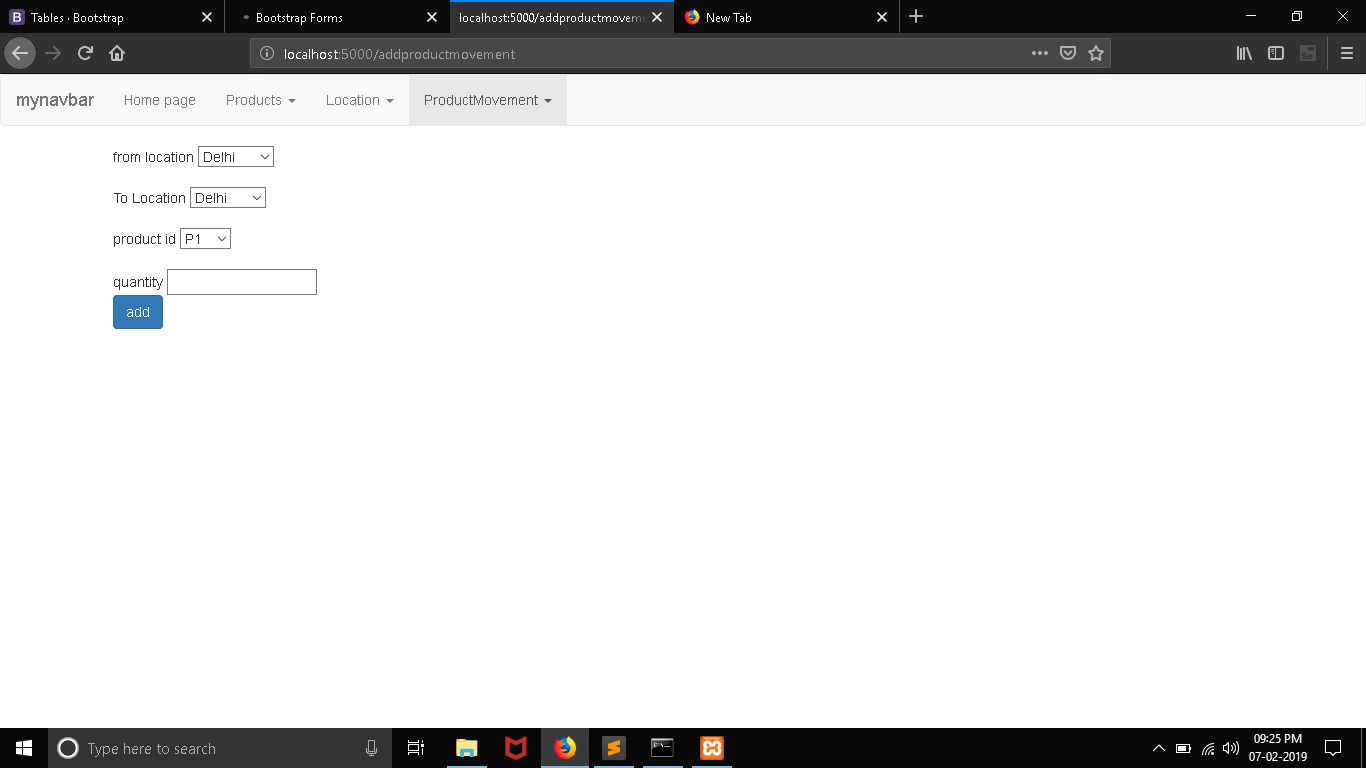 Tables · Bootstrap
Bootstrap Forms
localhost:5000/addproductmovem
New Tab
localhost:5000/addproductmovement
mynavbar
Home page
Products
Location
ProductMovement
from location Delhi
To Location Delhi
product id P1
quantity
add
Type here to search
09:25 PM
07-02-2019